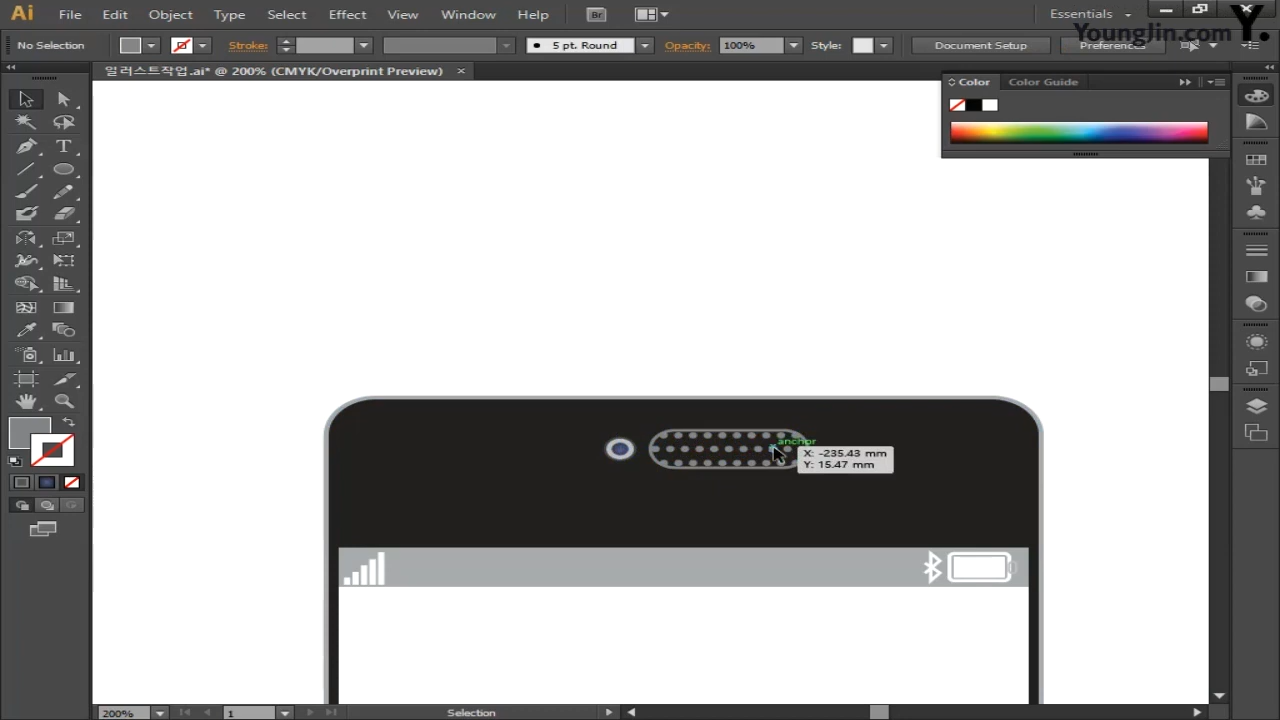 Ai File Edit Object Type Select Effect View Window Help Br Essentials
YoungJin.com Y.
No Selection Stroke: 5 pt. Round Opacity: 100% Style: Document Setup Preferences
일러스트작업.ai* @ 200% (CMYK/Overprint Preview) ×
Color Color Guide
T
anchor
X: -235.43 mm
Y: 15.47 mm
200% 1 Selection